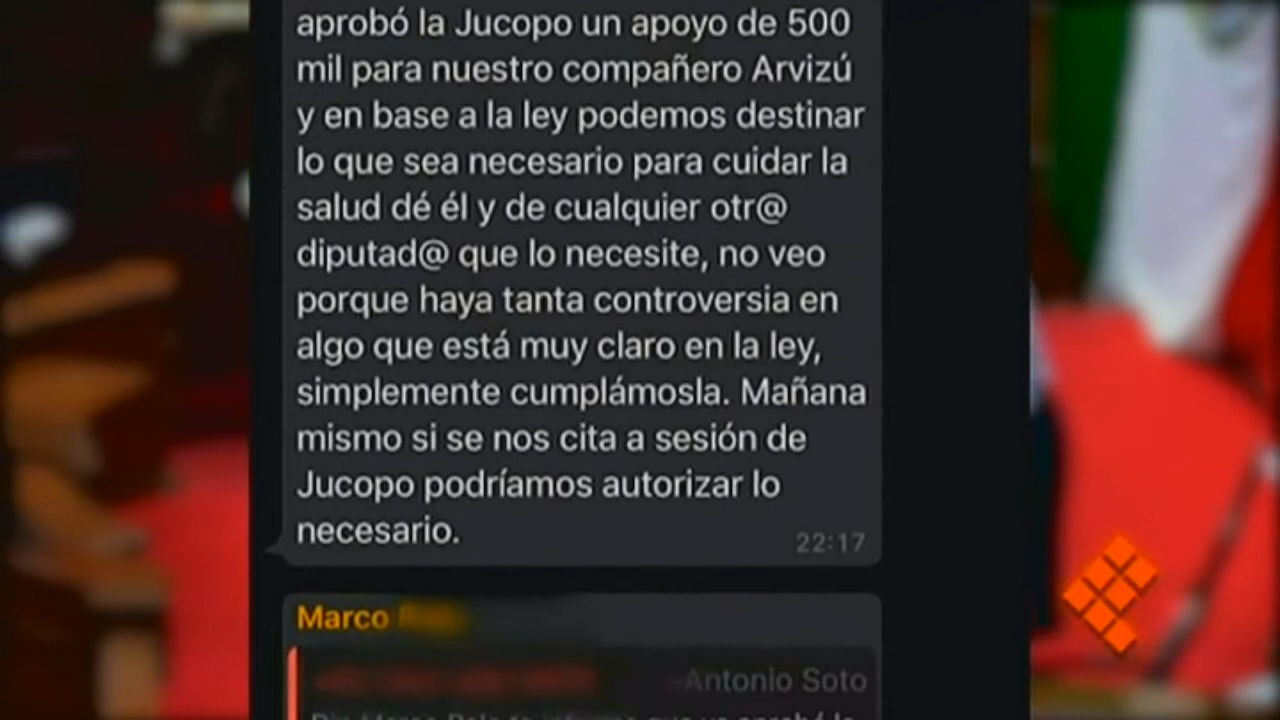 aprobó la Jucopo un apoyo de 500
mil para nuestro compañero Arvizú
y en base a la ley podemos destinar
lo que sea necesario para cuidar la
salud dé él y de cualquier otr@
diputad@ que lo necesite, no veo
porque haya tanta controversia en
algo que está muy claro en la ley,
simplemente cumplámosla. Mañana
mismo si se nos cita a sesión de
Jucopo podríamos autorizar lo
necesario.
22:17
Marco
Antonio Soto